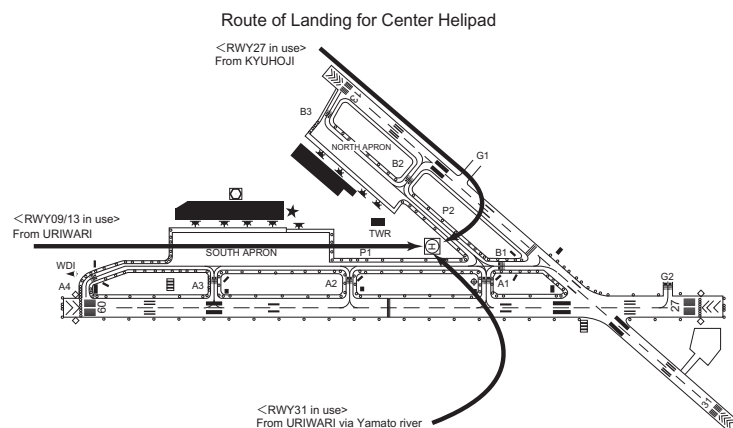 Route of Landing for Center Helipad
<RWY27 in use>
From KYUHOJI
13
B3
NORTH APRON
G1
B2
P2
<RWY09/13 in use>
From URIWARI
TWR
H
SOUTH APRON
P1
B1
WDI
A4
A3
A2
A1
G2
09
27
31
<RWY31 in use>
From URIWARI via Yamato river